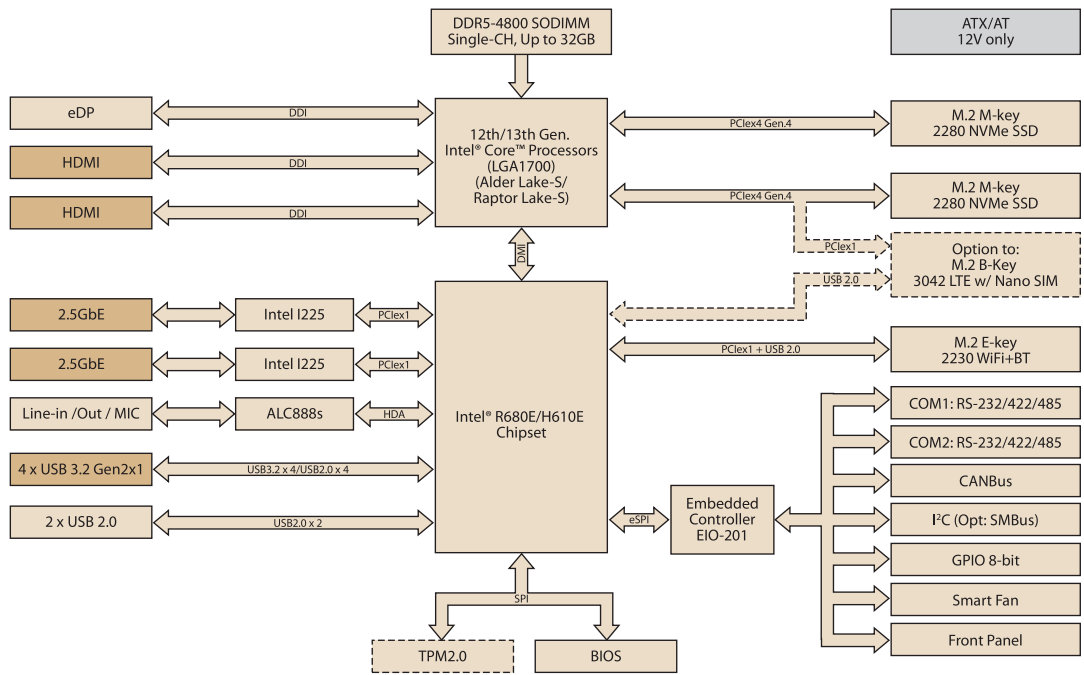 DDR5-4800 SODIMM
Single-CH, Up to 32GB
ATX/AT
12V only
eDP
DDI
HDMI
DDI
HDMI
DDI
12th/13th Gen.
Intel® Core™ Processors
(LGA1700)
(Alder Lake-S/
Raptor Lake-S)
PCIex4 Gen.4
M.2 M-key
2280 NVMe SSD
PCIex4 Gen.4
M.2 M-key
2280 NVMe SSD
PCIex1
Option to:
M.2 B-Key
3042 LTE w/ Nano SIM
USB 2.0
DMI
2.5GbE
Intel I225
PCIex1
2.5GbE
Intel I225
PCIex1
Line-in /Out / MIC
ALC888s
HDA
4 x USB 3.2 Gen2x1
USB3.2 x 4/USB2.0 x 4
2 x USB 2.0
USB2.0 x 2
Intel® R680E/H610E
Chipset
PCIex1 + USB 2.0
M.2 E-key
2230 WiFi+BT
eSPI
Embedded
Controller
EIO-201
COM1: RS-232/422/485
COM2: RS-232/422/485
CANBus
I²C (Opt: SMBus)
GPIO 8-bit
Smart Fan
Front Panel
SPI
TPM2.0
BIOS